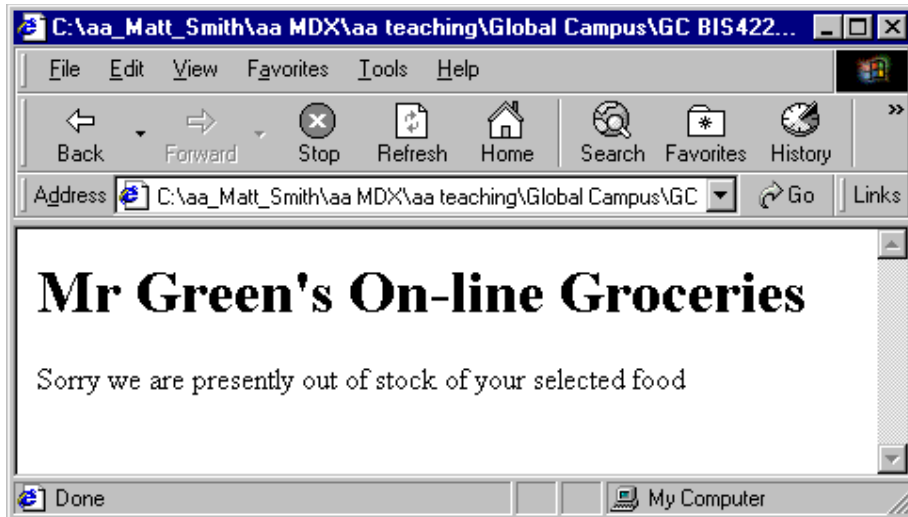 C:\aa_Matt_Smith\aa MDX\aa teaching\Global Campus\GC BIS422...
File Edit View Favorites Tools Help
Back Forward Stop Refresh Home Search Favorites History »
Address C:\aa_Matt_Smith\aa MDX\aa teaching\Global Campus\GC Go Links
Mr Green's On-line Groceries
Sorry we are presently out of stock of your selected food
Done My Computer